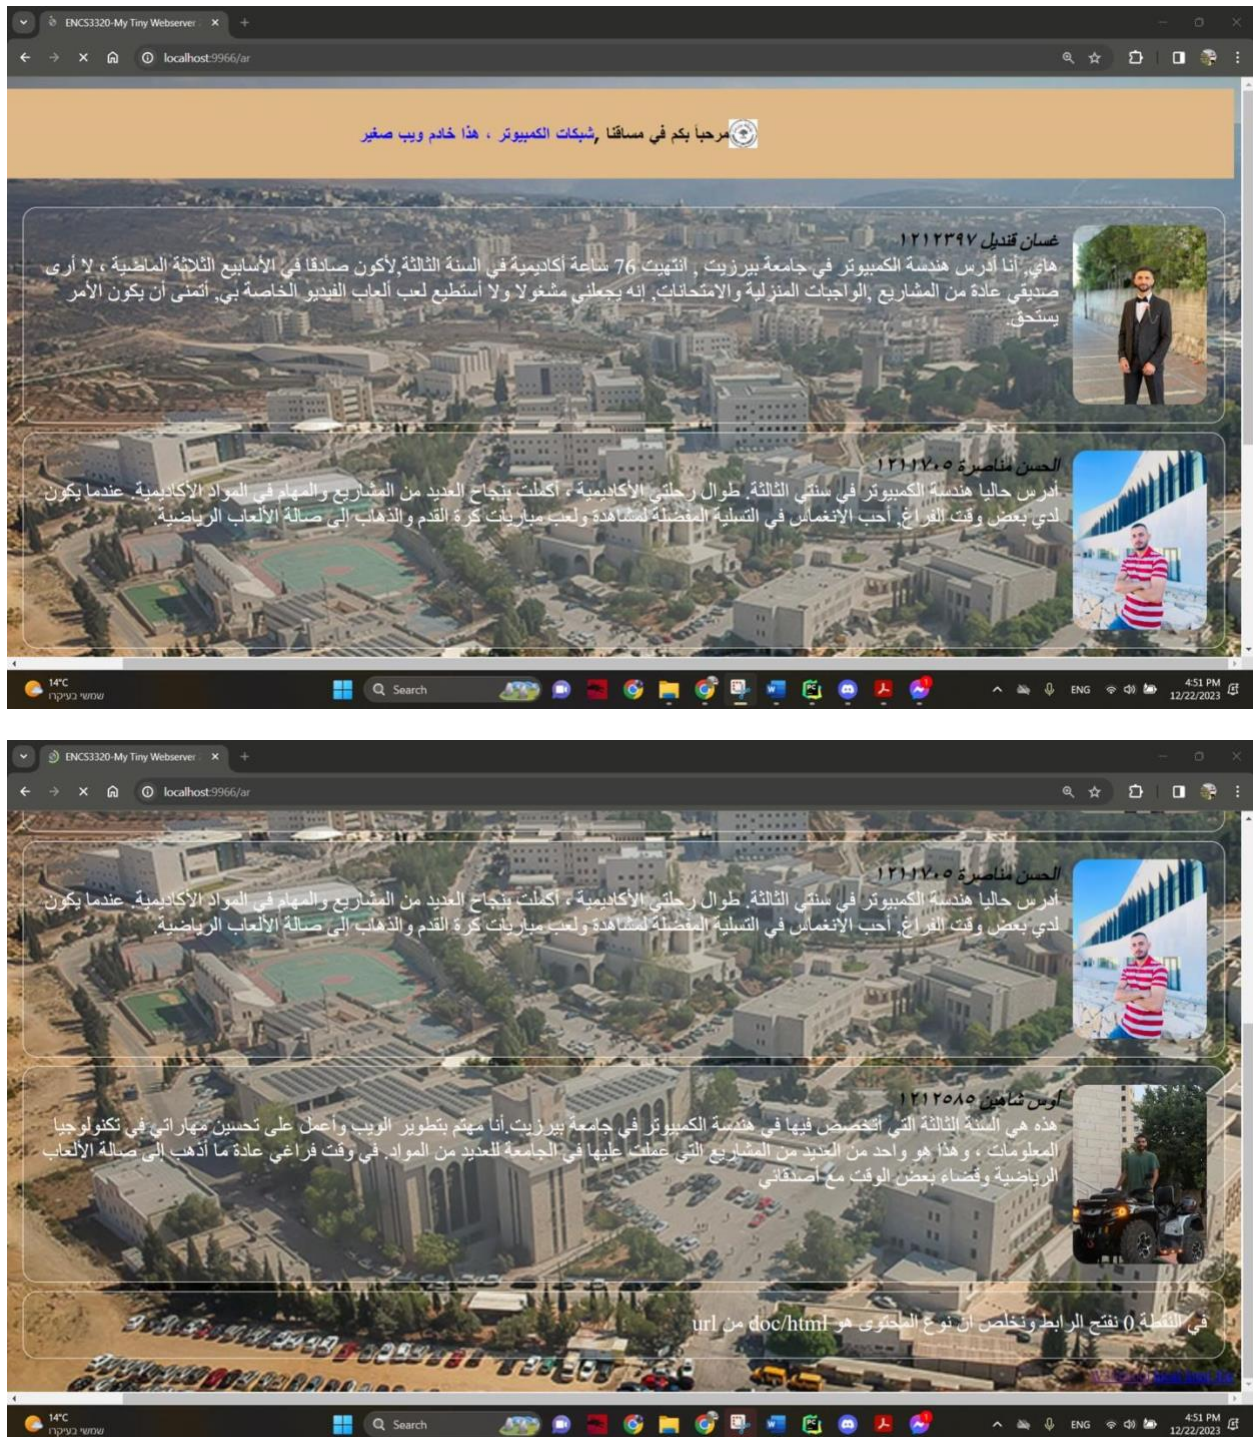 ENCS3320-My Tiny Webserver
localhost:9966/ar
مرحباً بكم في مساقنا ,شبكات الكمبيوتر ، هذا خادم ويب صغير
غسان قنديل ١٢١٢٣٩٧
هاي, أنا أدرس هندسة الكمبيوتر في جامعة بيرزيت , انتهيت 76 ساعة أكاديمية في السنة الثالثة,لأكون صادقا في الأسابيع الثلاثة الماضية ، لا أرى
صديقي عادة من المشاريع ,الواجبات المنزلية والامتحانات, انه يجعلني مشغولا ولا أستطيع لعب ألعاب الفيديو الخاصة بي, أتمنى أن يكون الأمر
يستحق.
الحسن مناصرة ١٢١١٧٠٥
أدرس حاليا هندسة الكمبيوتر في سنتي الثالثة. طوال رحلتي الأكاديمية ، أكملت بنجاح العديد من المشاريع والمهام في المواد الأكاديمية. عندما يكون
لدي بعض وقت الفراغ, أحب الانغماس في التسلية المفضلة لمشاهدة ولعب مباريات كرة القدم والذهاب إلى صالة الألعاب الرياضية.
14°C
שמשי בעיקרו
Search
ENG
4:51 PM
12/22/2023
ENCS3320-My Tiny Webserver
localhost:9966/ar
الحسن مناصرة ١٢١١٧٠٥
أدرس حاليا هندسة الكمبيوتر في سنتي الثالثة. طوال رحلتي الأكاديمية ، أكملت بنجاح العديد من المشاريع والمهام في المواد الأكاديمية. عندما يكون
لدي بعض وقت الفراغ, أحب الانغماس في التسلية المفضلة لمشاهدة ولعب مباريات كرة القدم والذهاب إلى صالة الألعاب الرياضية.
أوس شاهين ١٢١٢٥٨٥
هذه هي السنة الثالثة التي أتخصص فيها في هندسة الكمبيوتر في جامعة بيرزيت.أنا مهتم بتطوير الويب وأعمل على تحسين مهاراتي في تكنولوجيا
المعلومات ، وهذا هو واحد من العديد من المشاريع التي عملت عليها في الجامعة للعديد من المواد. في وقت فراغي عادة ما أذهب إلى صالة الألعاب
الرياضية وقضاء بعض الوقت مع أصدقائي
في النقطة 0 نفتح الرابط ونخلص ان نوع المحتوى هو doc/html من url
14°C
שמשי בעיקרו
Search
ENG
4:51 PM
12/22/2023